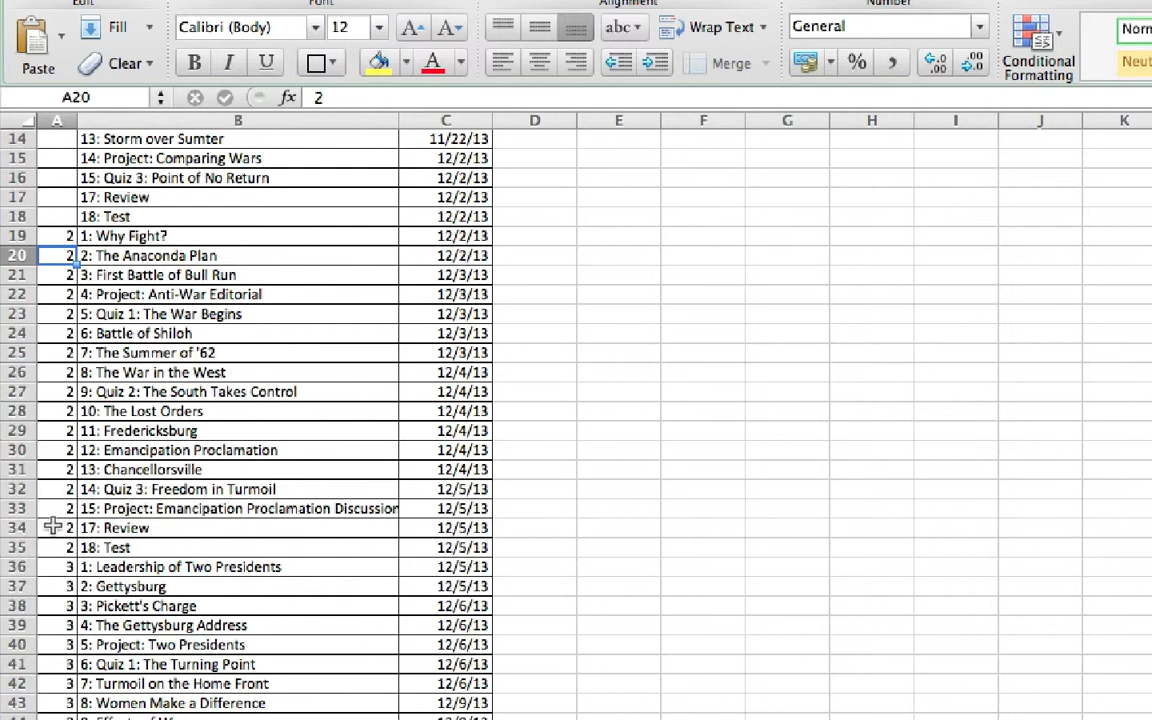 Edit Font Alignment Number
Fill Calibri (Body) 12 A A abc Wrap Text General Norm
Paste Clear B I U A Merge % , .0 .00 .00 .0 Conditional Formatting Neut
A20 fx 2
A B C D E F G H I J K
14 13: Storm over Sumter 11/22/13
15 14: Project: Comparing Wars 12/2/13
16 15: Quiz 3: Point of No Return 12/2/13
17 17: Review 12/2/13
18 18: Test 12/2/13
19 2 1: Why Fight? 12/2/13
20 2 2: The Anaconda Plan 12/2/13
21 2 3: First Battle of Bull Run 12/3/13
22 2 4: Project: Anti-War Editorial 12/3/13
23 2 5: Quiz 1: The War Begins 12/3/13
24 2 6: Battle of Shiloh 12/3/13
25 2 7: The Summer of '62 12/3/13
26 2 8: The War in the West 12/4/13
27 2 9: Quiz 2: The South Takes Control 12/4/13
28 2 10: The Lost Orders 12/4/13
29 2 11: Fredericksburg 12/4/13
30 2 12: Emancipation Proclamation 12/4/13
31 2 13: Chancellorsville 12/4/13
32 2 14: Quiz 3: Freedom in Turmoil 12/5/13
33 2 15: Project: Emancipation Proclamation Discussion 12/5/13
34 2 17: Review 12/5/13
35 2 18: Test 12/5/13
36 3 1: Leadership of Two Presidents 12/5/13
37 3 2: Gettysburg 12/5/13
38 3 3: Pickett's Charge 12/6/13
39 3 4: The Gettysburg Address 12/6/13
40 3 5: Project: Two Presidents 12/6/13
41 3 6: Quiz 1: The Turning Point 12/6/13
42 3 7: Turmoil on the Home Front 12/6/13
43 3 8: Women Make a Difference 12/9/13